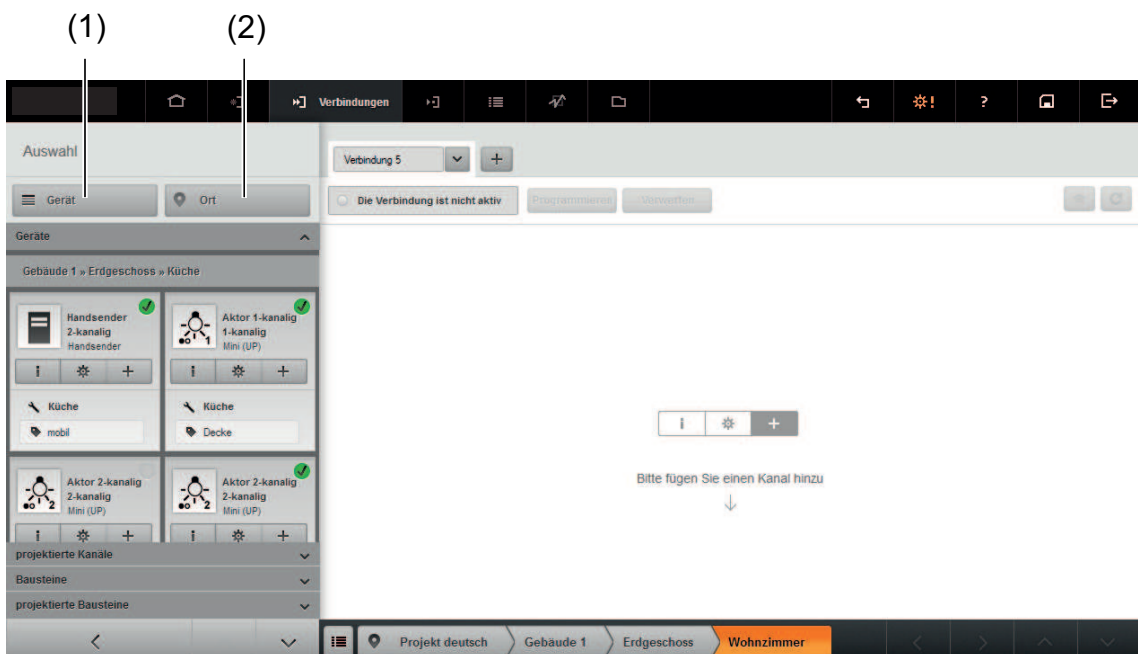 (1)
(2)
Verbindungen
?
Auswahl
Gerät
Ort
Geräte
Gebäude 1 » Erdgeschoss » Küche
Handsender
2-kanalig
Handsender
Küche
mobil
Aktor 1-kanalig
1-kanalig
Mini (UP)
Küche
Decke
Aktor 2-kanalig
2-kanalig
Mini (UP)
Aktor 2-kanalig
2-kanalig
Mini (UP)
projektierte Kanäle
Bausteine
projektierte Bausteine
Verbindung 5
Die Verbindung ist nicht aktiv
Programmieren
Verwerfen
Bitte fügen Sie einen Kanal hinzu
Projekt deutsch
Gebäude 1
Erdgeschoss
Wohnzimmer